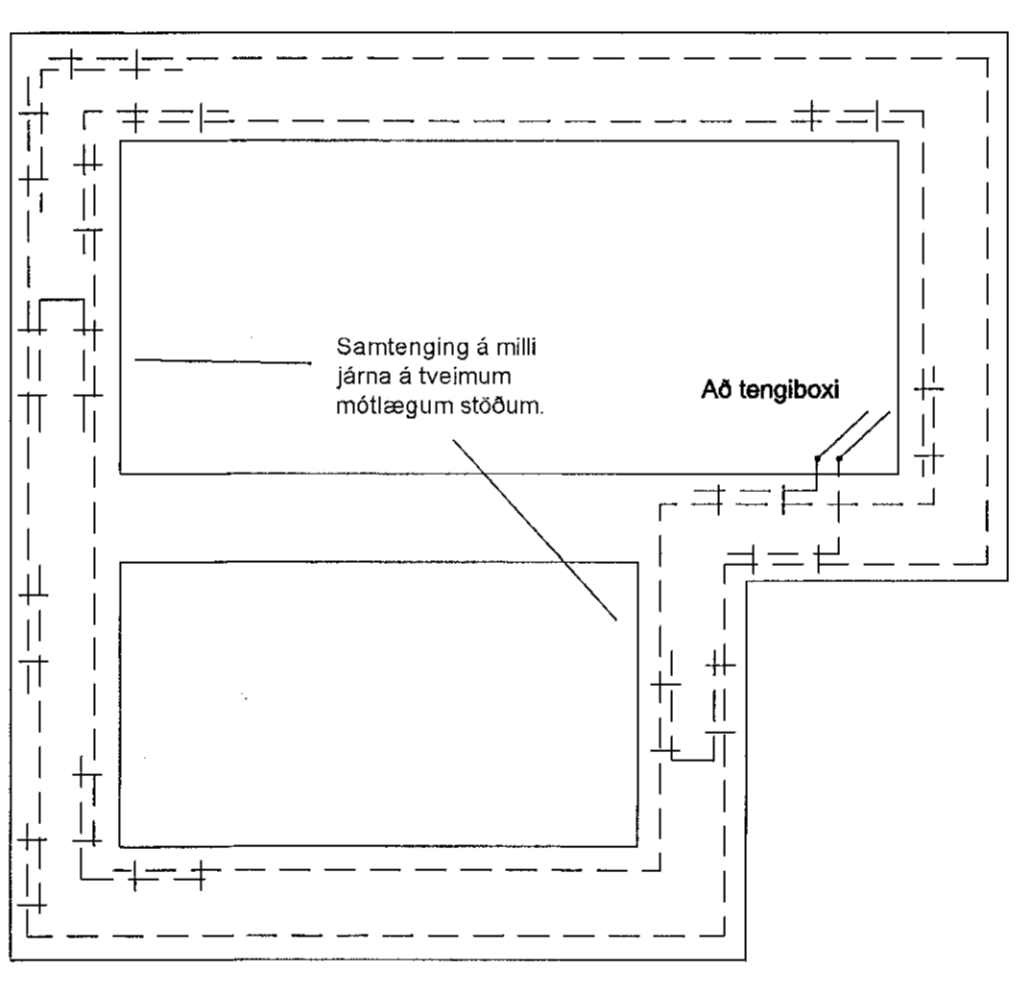 Samtenging á milli
járna á tveimum
mótlægum stöðum.
Að tengiboxi